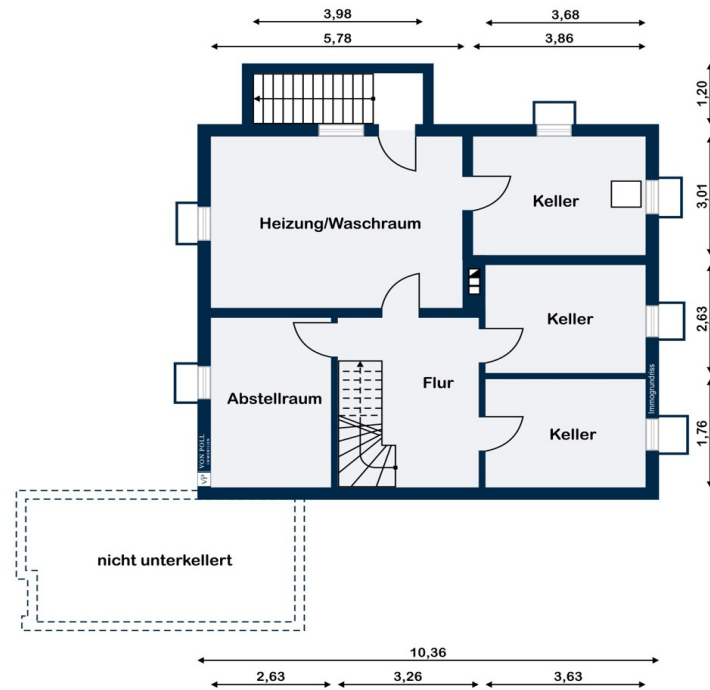 3,98
3,68
5,78
3,86
1,20
Keller
3,01
Heizung/Waschraum
Keller
2,63
Flur
Abstellraum
Immogrundriss
Keller
1,76
VON POLL
VP
nicht unterkellert
10,36
2,63
3,26
3,63